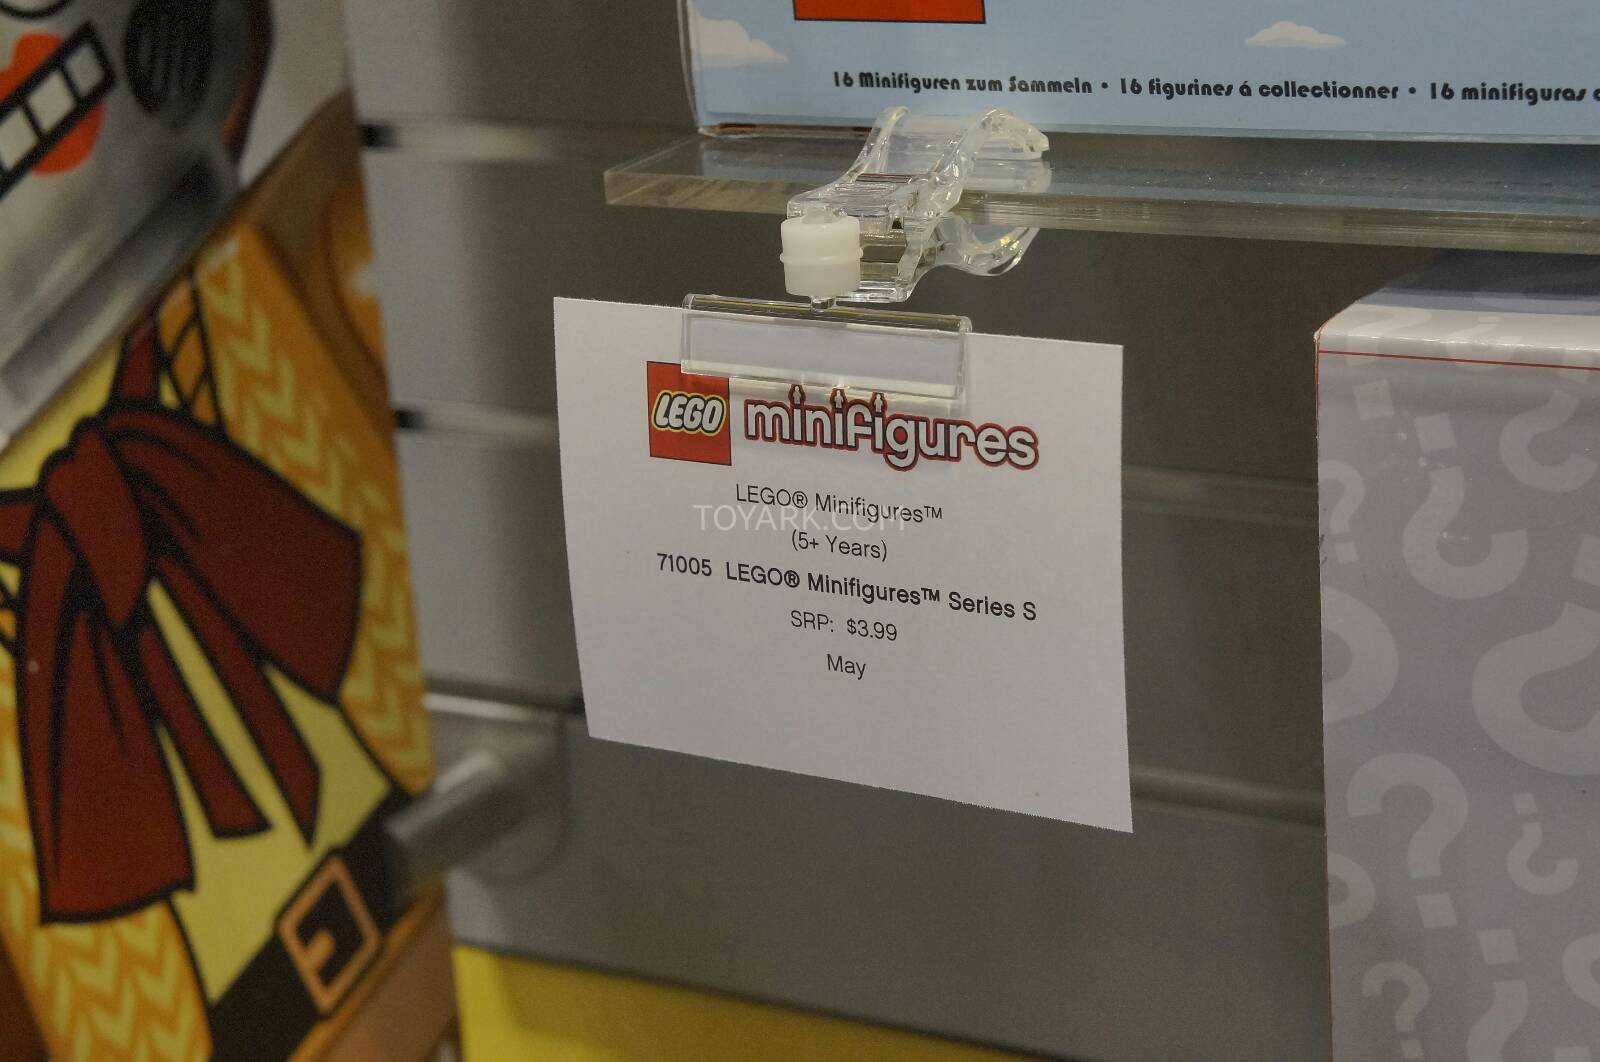 16 Minifiguren zum Sammeln • 16 figurines á collectionner • 16 minifiguras
LEGO minifigures
LEGO® Minifigures™
TOYARK.COM
(5+ Years)
71005 LEGO® Minifigures™ Series S
SRP: $3.99
May